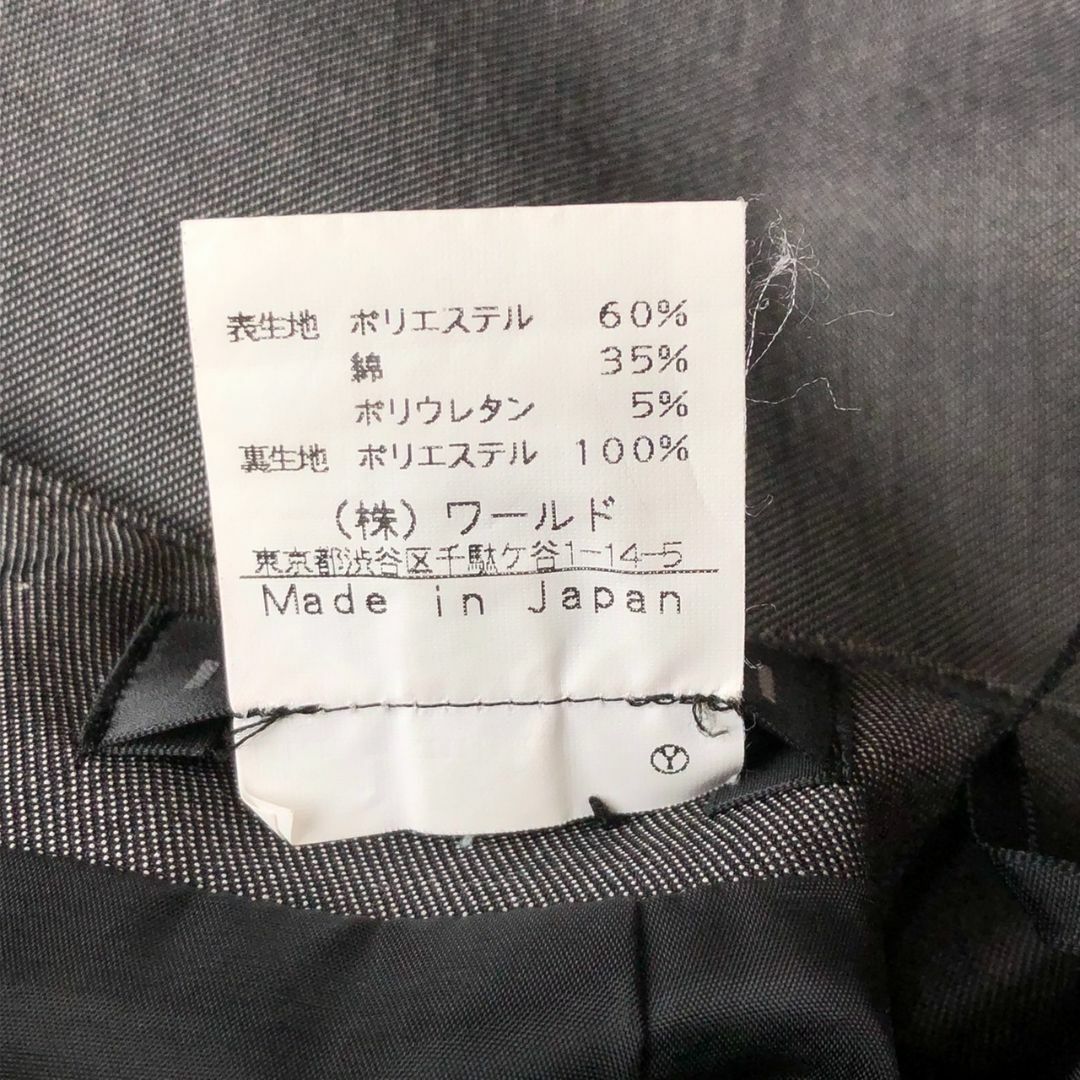 表生地 ポリエステル 60%
綿 35%
ポリウレタン 5%
裏生地 ポリエステル 100%
(株) ワールド
東京都渋谷区千駄ケ谷1-14-5
Made in Japan
Y